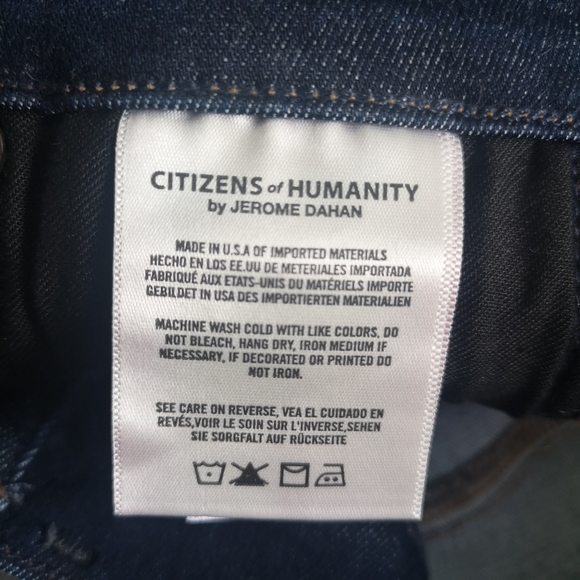 CITIZENS of HUMANITY
by JEROME DAHAN
MADE IN U.S.A OF IMPORTED MATERIALS
HECHO EN LOS EE.UU DE METERIALES IMPORTADA
FABRIQUÉ AUX ETATS-UNIS DU MATÉRIELS IMPORTE
GEBILDET IN USA DES IMPORTIERTEN MATERIALIEN
MACHINE WASH COLD WITH LIKE COLORS, DO
NOT BLEACH, HANG DRY, IRON MEDIUM IF
NECESSARY, IF DECORATED OR PRINTED DO
NOT IRON.
SEE CARE ON REVERSE, VEA EL CUIDADO EN
REVÉS,VOIR LE SOIN SUR L'INVERSE,SEHEN
SIE SORGFALT AUF RÜCKSEITE